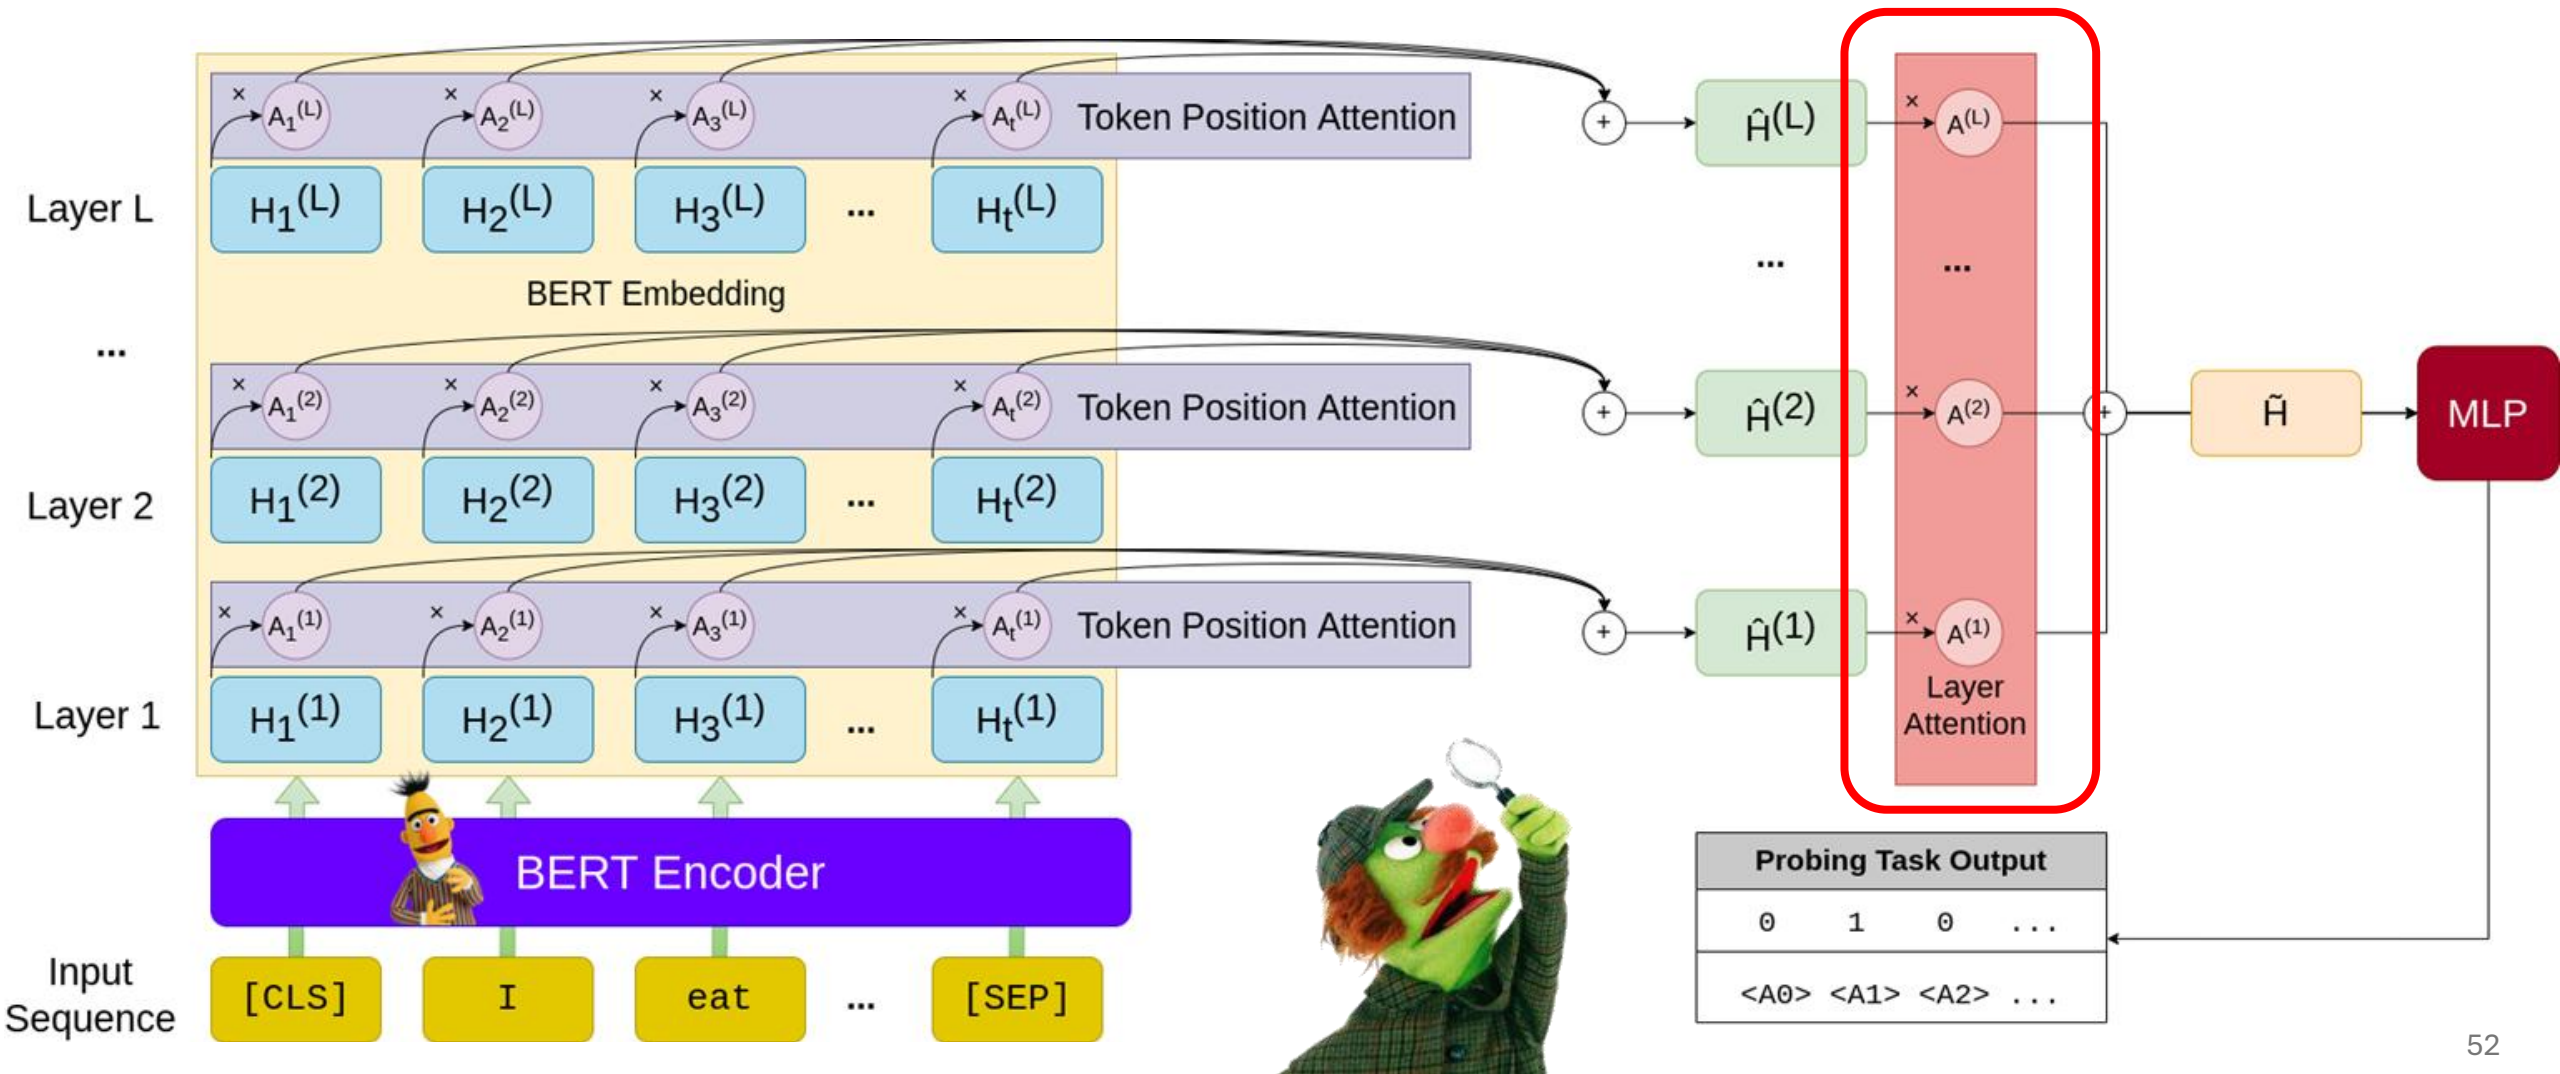 × A₁⁽ᴸ⁾ × A₂⁽ᴸ⁾ × A₃⁽ᴸ⁾ × Aₜ⁽ᴸ⁾ Token Position Attention + Ĥ(L) × A⁽ᴸ⁾
Layer L H₁(L) H₂(L) H₃(L) ... Hₜ(L)
... ...
BERT Embedding
...
× A₁⁽²⁾ × A₂⁽²⁾ × A₃⁽²⁾ × Aₜ⁽²⁾ Token Position Attention + Ĥ(2) × A⁽²⁾ + H̃ MLP
Layer 2 H₁(2) H₂(2) H₃(2) ... Hₜ(2)
× A₁⁽¹⁾ × A₂⁽¹⁾ × A₃⁽¹⁾ × Aₜ⁽¹⁾ Token Position Attention + Ĥ(1) × A⁽¹⁾
Layer
Attention
Layer 1 H₁(1) H₂(1) H₃(1) ... Hₜ(1)
BERT Encoder
Input
Sequence
[CLS] I eat ... [SEP]
Probing Task Output
0 1 0 ...
<A0> <A1> <A2> ...
52